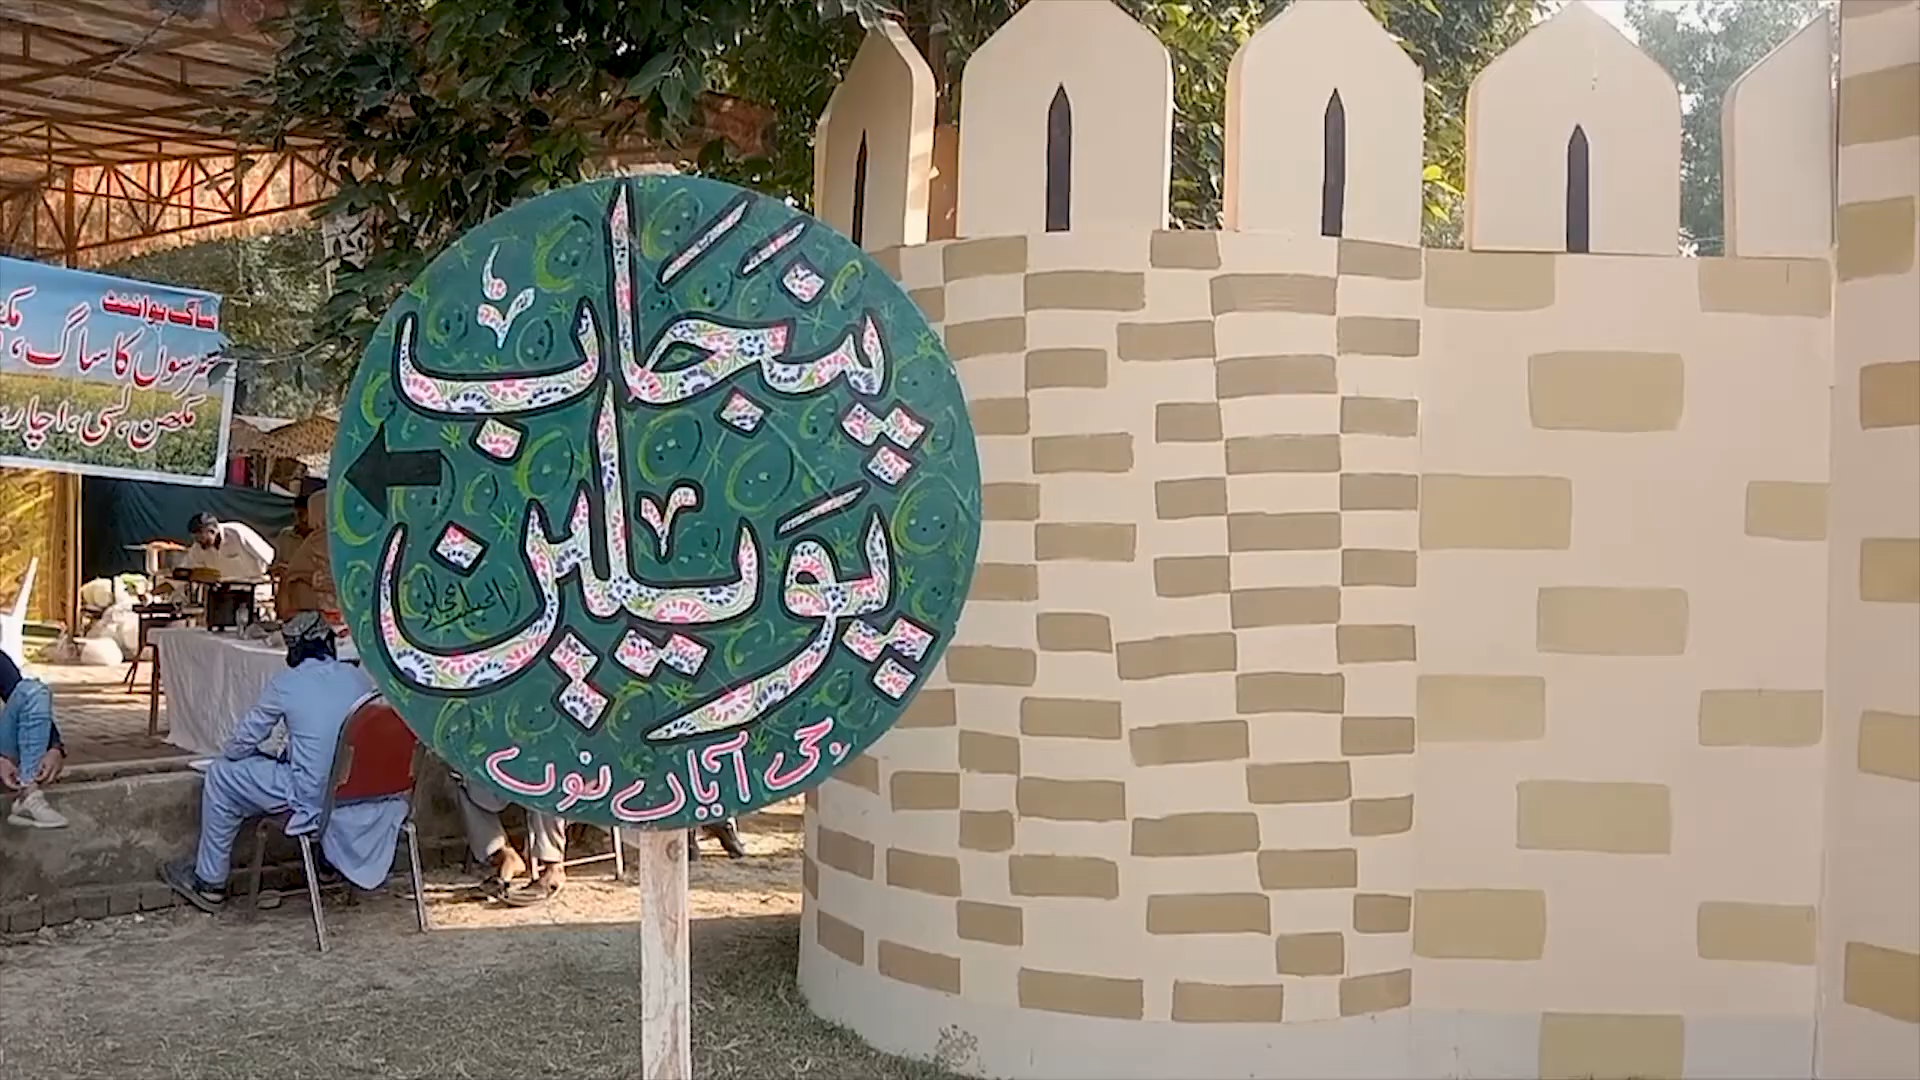 ساگ پوائنٹ
سرسوں کا ساگ،
مکھن، لسی، اچار،
پنجاب
پویلین
جی آیاں نوں